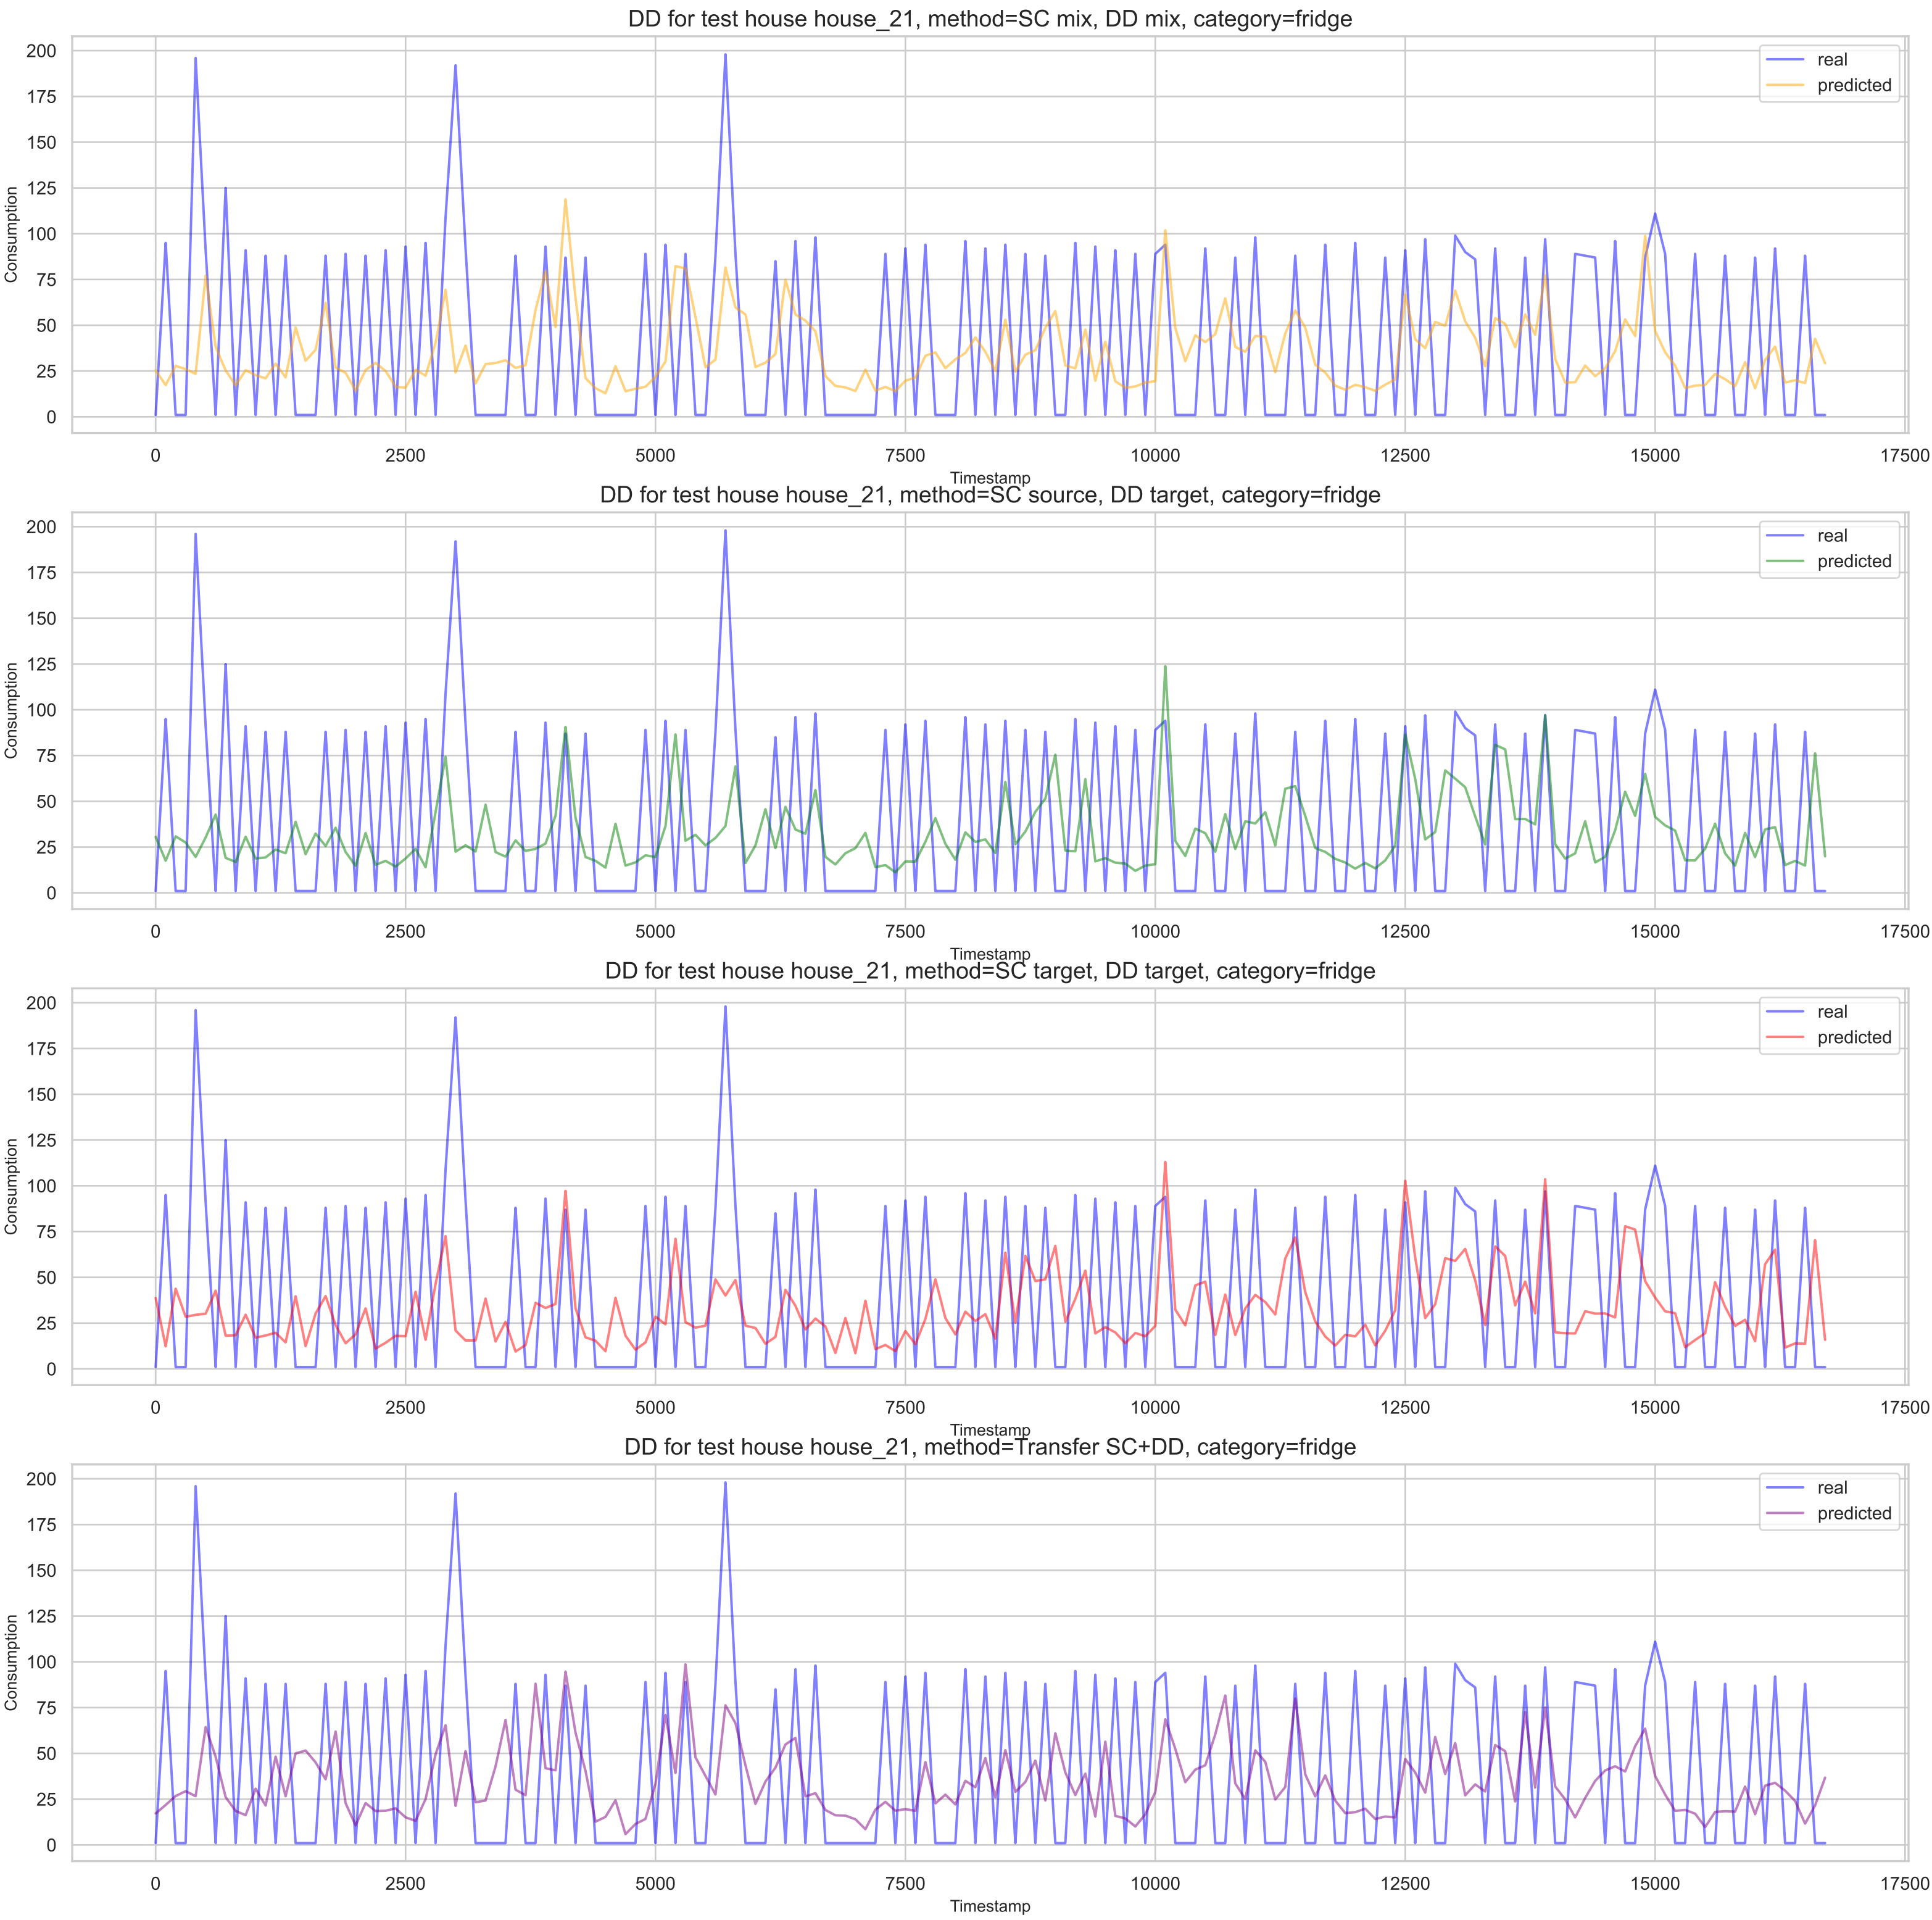 DD for test house house_21, method=SC mix, DD mix, category=fridge
200
175
150
125
100
75
50
25
0
Consumption
real
predicted
0 2500 5000 7500 10000 12500 15000 17500
Timestamp
DD for test house house_21, method=SC source, DD target, category=fridge
200
175
150
125
100
75
50
25
0
Consumption
real
predicted
0 2500 5000 7500 10000 12500 15000 17500
Timestamp
DD for test house house_21, method=SC target, DD target, category=fridge
200
175
150
125
100
75
50
25
0
Consumption
real
predicted
0 2500 5000 7500 10000 12500 15000 17500
Timestamp
DD for test house house_21, method=Transfer SC+DD, category=fridge
200
175
150
125
100
75
50
25
0
Consumption
real
predicted
0 2500 5000 7500 10000 12500 15000 17500
Timestamp